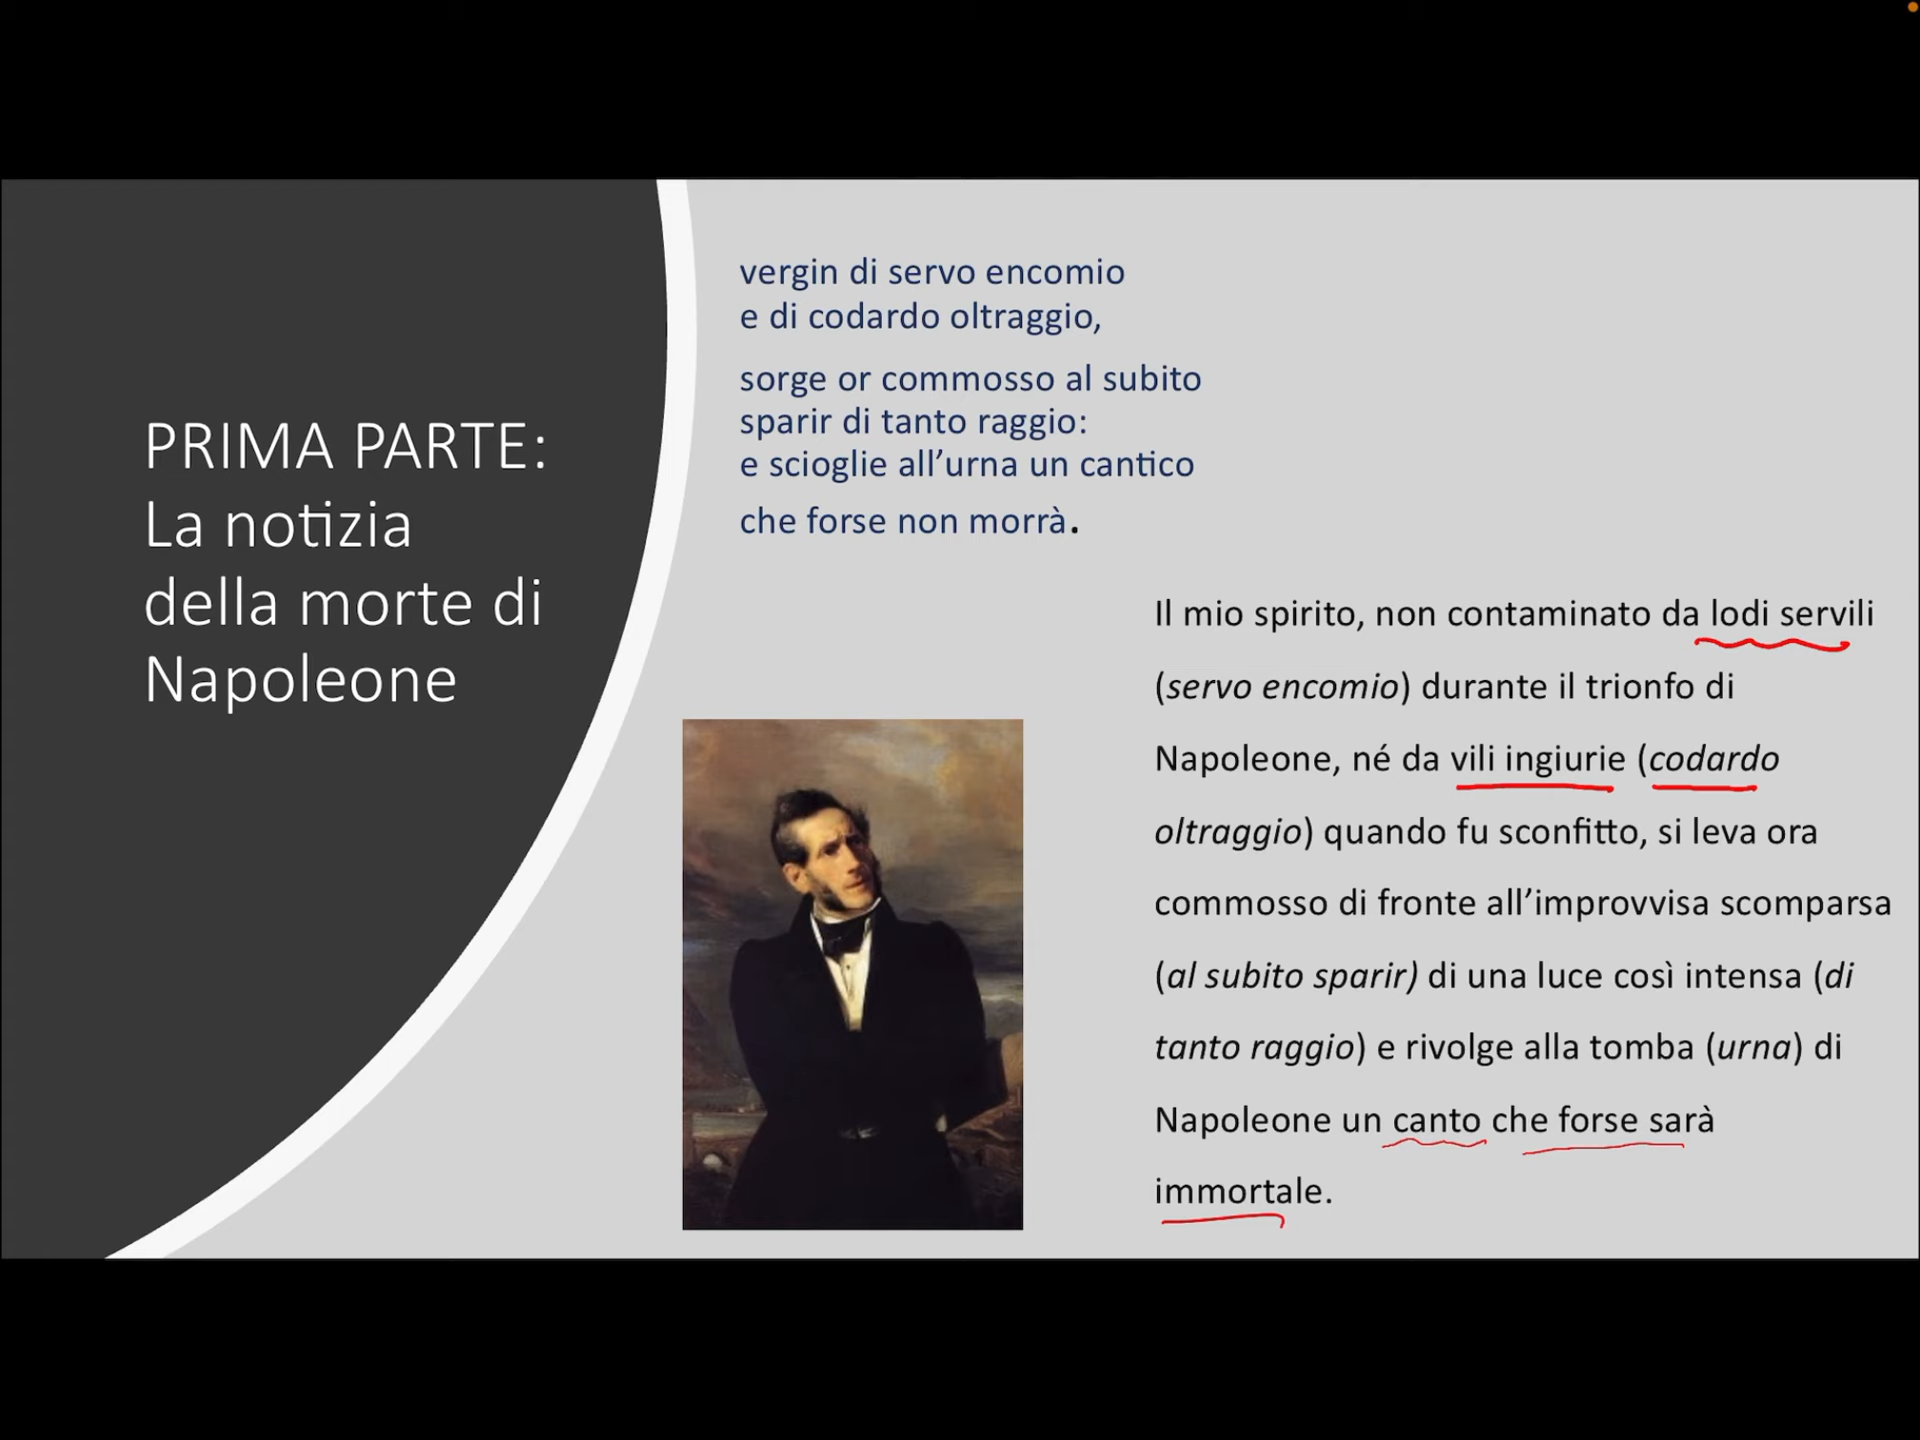 PRIMA PARTE:
La notizia
della morte di
Napoleone
vergin di servo encomio
e di codardo oltraggio,
sorge or commosso al subito
sparir di tanto raggio:
e scioglie all’urna un cantico
che forse non morrà.
Il mio spirito, non contaminato da lodi servili
(servo encomio) durante il trionfo di
Napoleone, né da vili ingiurie (codardo
oltraggio) quando fu sconfitto, si leva ora
commosso di fronte all’improvvisa scomparsa
(al subito sparir) di una luce così intensa (di
tanto raggio) e rivolge alla tomba (urna) di
Napoleone un canto che forse sarà
immortale.